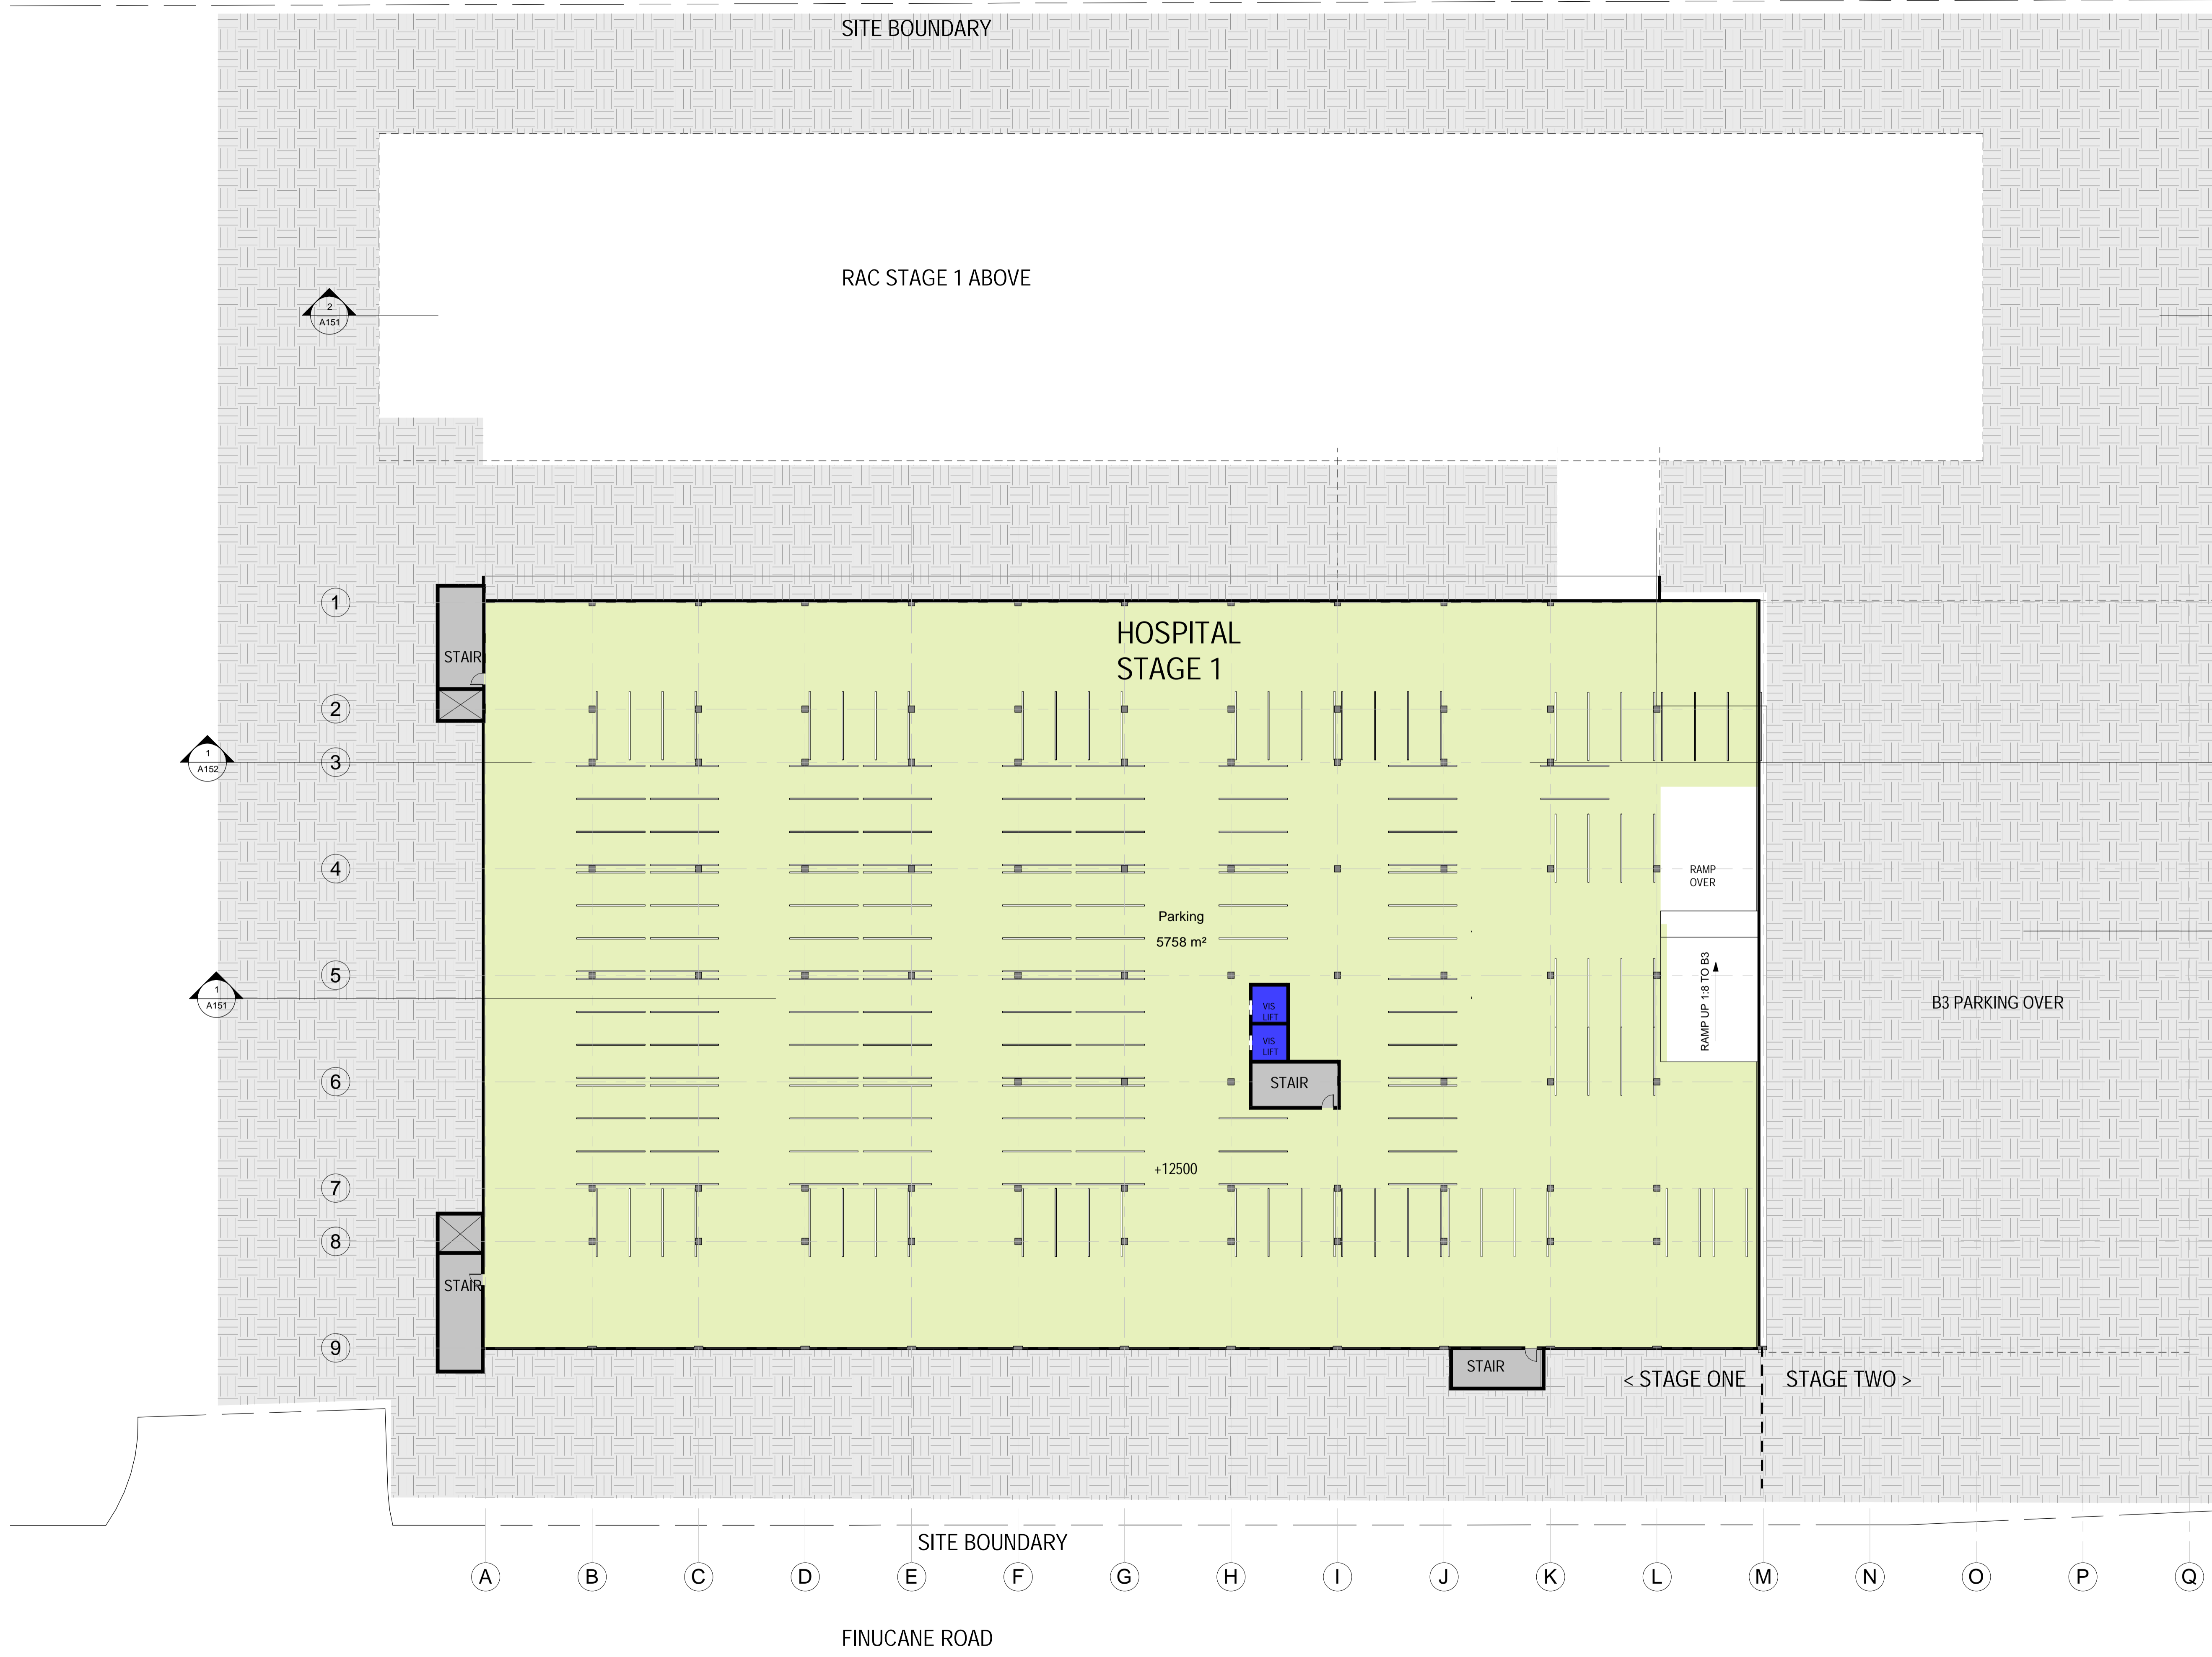 SITE BOUNDARY
RAC STAGE 1 ABOVE
2
A151
1
HOSPITAL
STAGE 1
STAIR
2
1
A152
3
4
RAMP
OVER
Parking
5758 m²
5
1
A151
RAMP UP 1:8 TO B3
B3 PARKING OVER
VIS
LIFT
VIS
LIFT
6
STAIR
+12500
7
8
STAIR
9
STAIR
< STAGE ONE
STAGE TWO >
SITE BOUNDARY
A B C D E F G H I J K L M N O P Q
FINUCANE ROAD